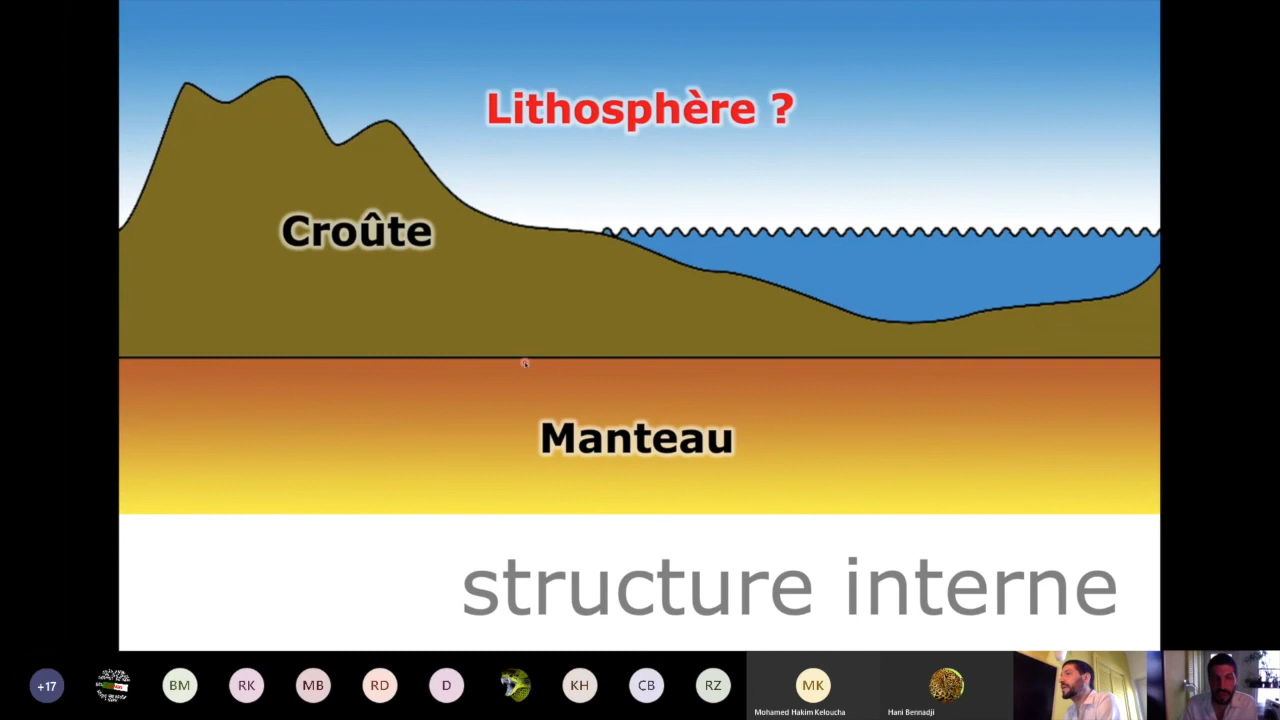 Lithosphère ?
Croûte
Manteau
structure interne
+17
BM
RK
MB
RD
D
KH
CB
RZ
MK
Mohamed Hakim Keloucha
Hani Bennadji